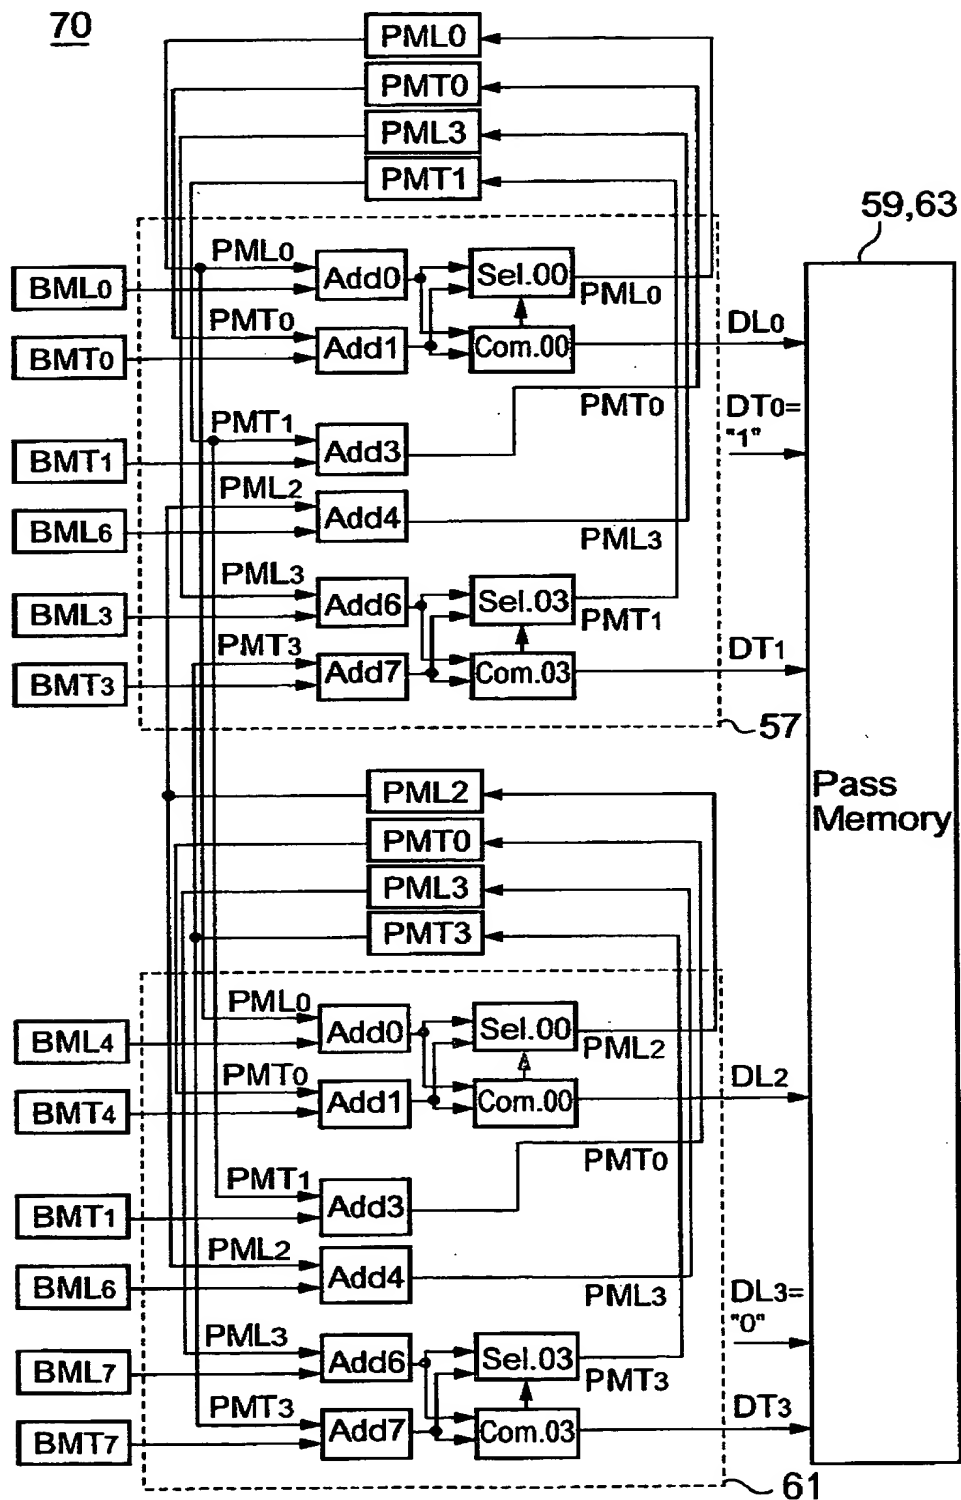 70
PML0
PMT0
PML3
PMT1
59,63
PML0
BML0
Add0
Sel.00
PML0
DL0
PMT0
BMT0
Add1
Com.00
PMT0
DT0=
"1"
PMT1
BMT1
Add3
PML2
BML6
Add4
PML3
PML3
BML3
Add6
Sel.03
PMT1
DT1
PMT3
BMT3
Add7
Com.03
57
Pass
Memory
PML2
PMT0
PML3
PMT3
PML0
BML4
Add0
Sel.00
PML2
DL2
PMT0
BMT4
Add1
Com.00
PMT0
PMT1
BMT1
Add3
PML2
BML6
Add4
PML3
DL3=
"0"
PML3
BML7
Add6
Sel.03
PMT3
DT3
PMT3
BMT7
Add7
Com.03
61